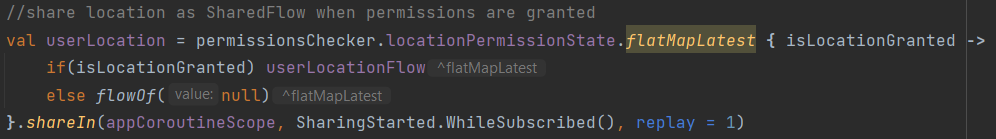 //share location as SharedFlow when permissions are granted
val userLocation = permissionsChecker.locationPermissionState.flatMapLatest { isLocationGranted ->
    if(isLocationGranted) userLocationFlow ^flatMapLatest
    else flowOf( value: null) ^flatMapLatest
}.shareIn(appCoroutineScope, SharingStarted.WhileSubscribed(), replay = 1)